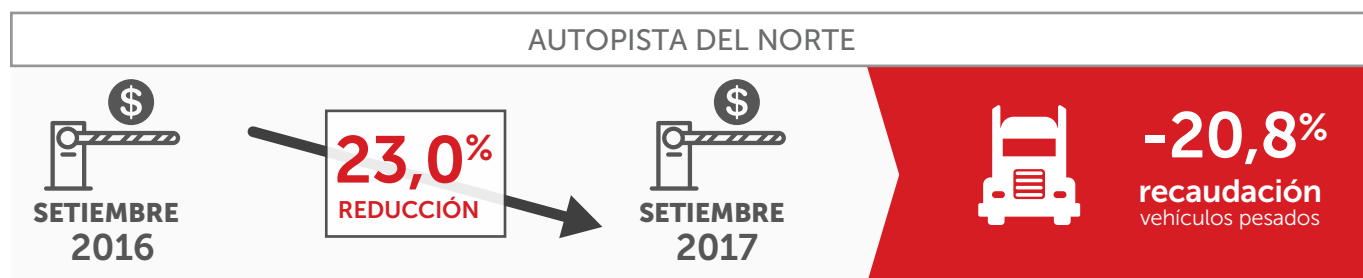 AUTOPISTA DEL NORTE
$
SETIEMBRE
2016
23,0%
REDUCCIÓN
$
SETIEMBRE
2017
-20,8%
recaudación
vehículos pesados